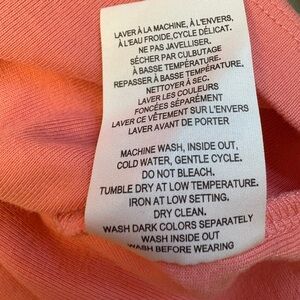 LAVER À LA MACHINE, À L'ENVERS,
À L'EAU FROIDE,CYCLE DÉLICAT.
NE PAS JAVELLISER.
SÉCHER PAR CULBUTAGE
À BASSE TEMPÉRATURE.
REPASSER À BASSE TEMPÉRATURE.
NETTOYER À SEC.
LAVER LES COULEURS
FONCÉES SÉPARÉMENT
LAVER CE VÊTEMENT SUR L'ENVERS
LAVER AVANT DE PORTER
MACHINE WASH, INSIDE OUT,
COLD WATER, GENTLE CYCLE.
DO NOT BLEACH.
TUMBLE DRY AT LOW TEMPERATURE.
IRON AT LOW SETTING.
DRY CLEAN.
WASH DARK COLORS SEPARATELY
WASH INSIDE OUT
WASH BEFORE WEARING